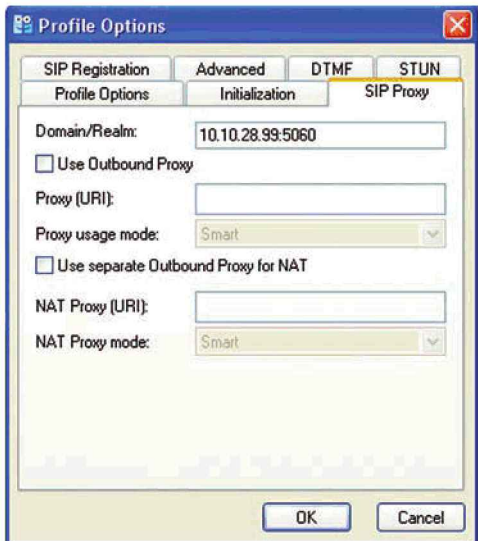 Profile Options
SIP Registration Advanced DTMF STUN
Profile Options Initialization SIP Proxy
Domain/Realm: 10.10.28.99:5060
Use Outbound Proxy
Proxy (URI):
Proxy usage mode: Smart
Use separate Outbound Proxy for NAT
NAT Proxy (URI):
NAT Proxy mode: Smart
OK Cancel